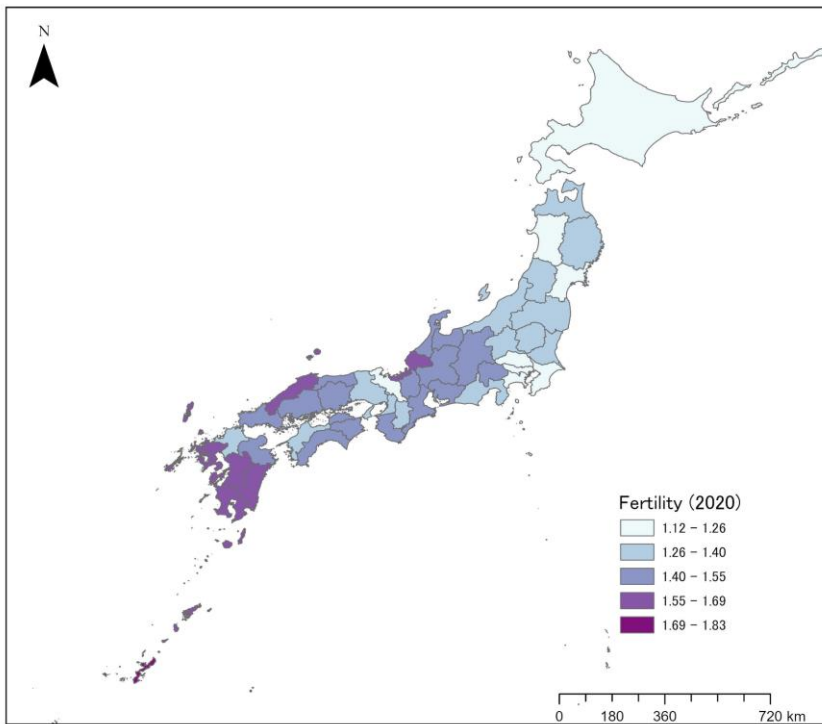 N
Fertility (2020)
1.12 – 1.26
1.26 – 1.40
1.40 – 1.55
1.55 – 1.69
1.69 – 1.83
0 180 360 720 km